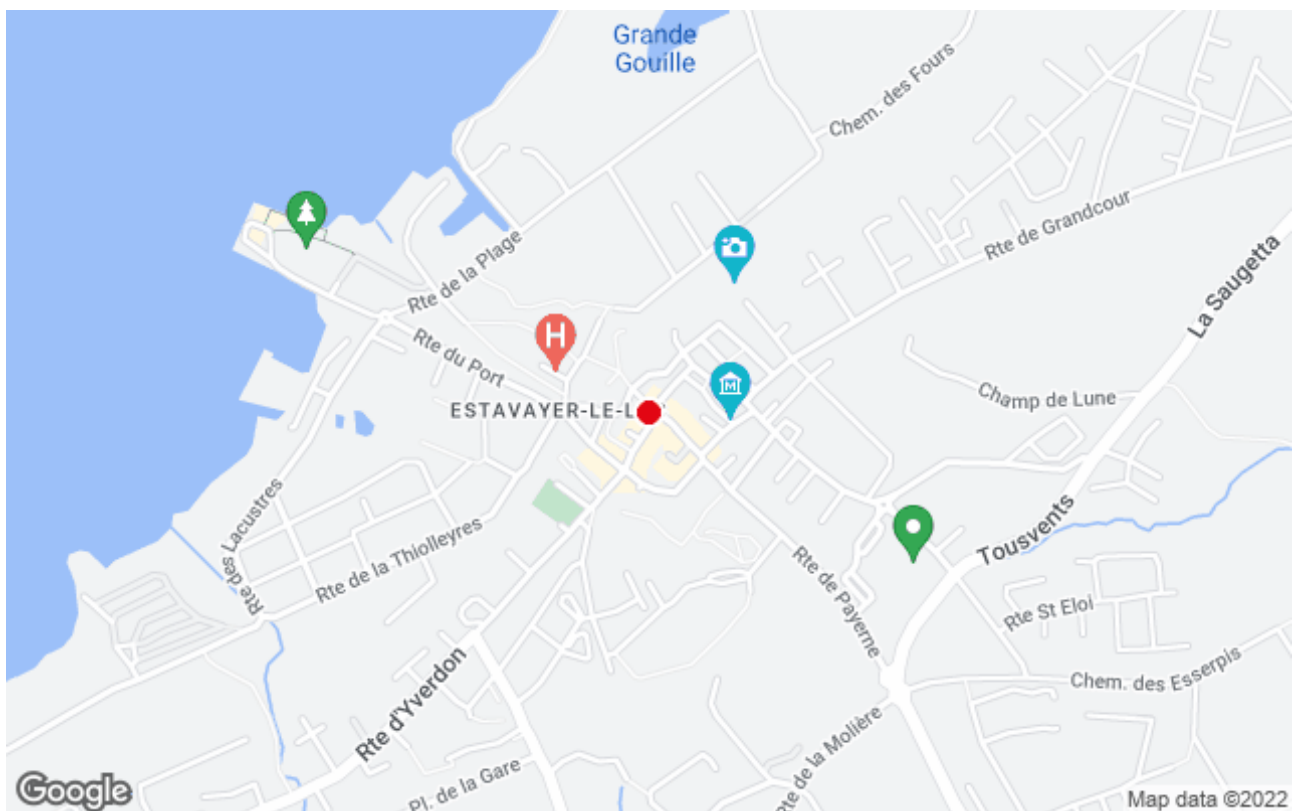 Grande
Gouille
Chem. des Fours
Rte de la Plage
Rte de Grandcour
La Saugetta
H
Rte du Port
M
Champ de Lune
ESTAVAYER-LE-L
Rte des Lacustres
Rte de la Thiolleyres
Tousvents
Rte de Payerne
Rte St Eloi
Rte d'Yverdon
Chem. des Esserpis
Rte de la Molière
Pl. de la Gare
Google
Map data ©2022